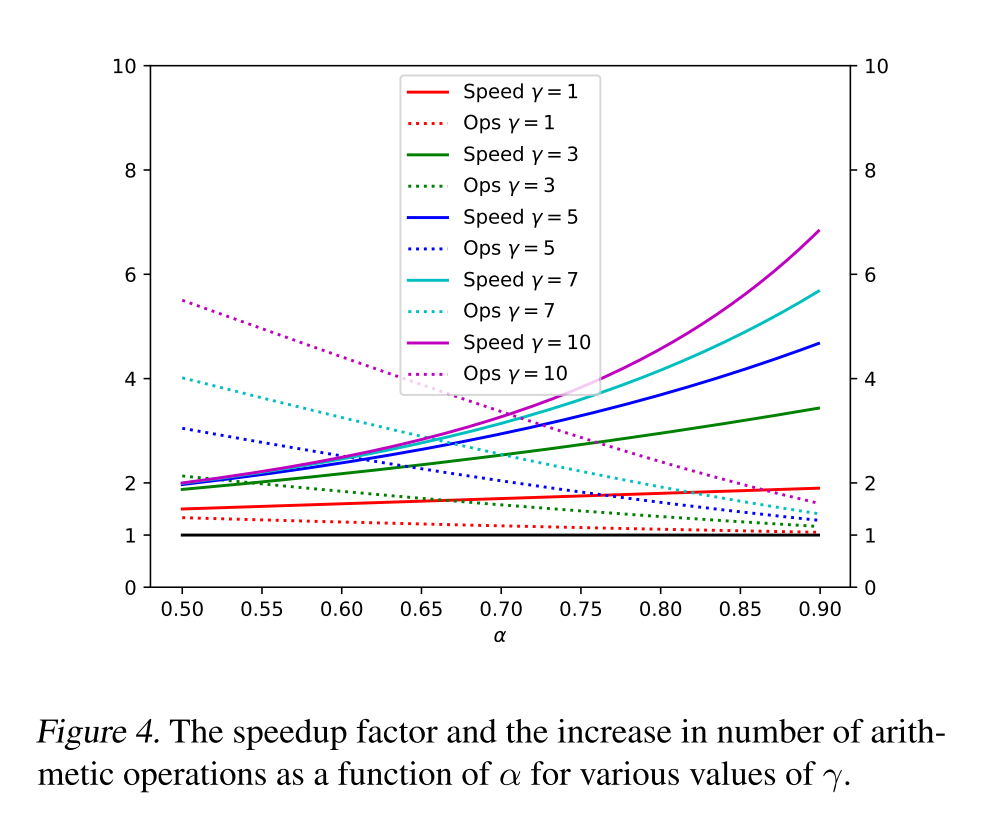 10
8
6
4
2
1
0
10
8
6
4
2
1
0
Speed γ = 1
Ops γ = 1
Speed γ = 3
Ops γ = 3
Speed γ = 5
Ops γ = 5
Speed γ = 7
Ops γ = 7
Speed γ = 10
Ops γ = 10
0.50 0.55 0.60 0.65 0.70 0.75 0.80 0.85 0.90
α
Figure 4. The speedup factor and the increase in number of arith-
metic operations as a function of α for various values of γ.